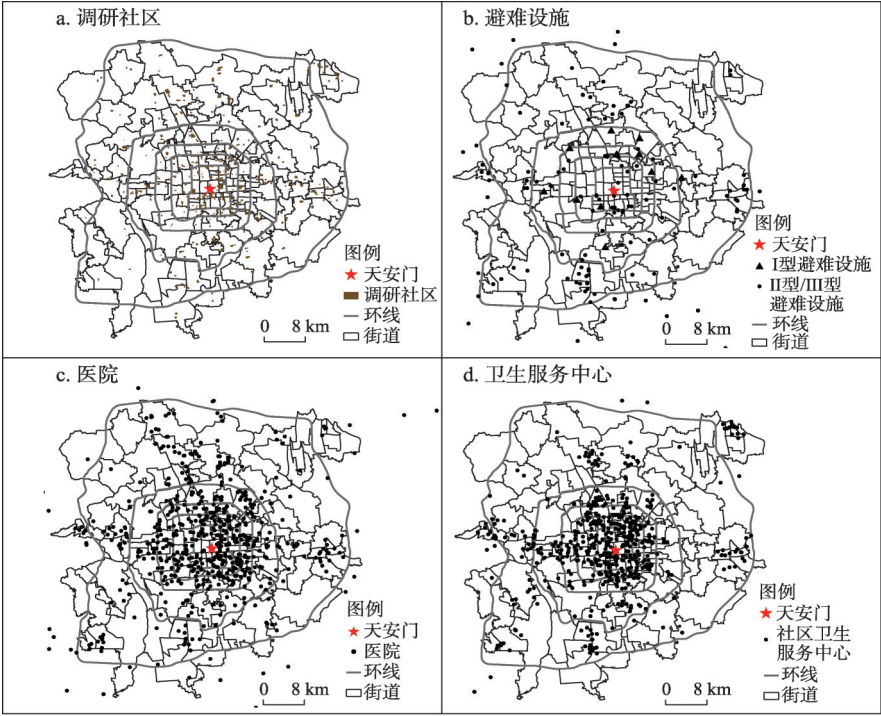 a. 调研社区
图例
天安门
调研社区
环线
街道
0 8 km
b. 避难设施
图例
天安门
I型避难设施
II型/III型
避难设施
环线
街道
0 8 km
c. 医院
图例
天安门
医院
环线
街道
0 8 km
d. 卫生服务中心
图例
天安门
社区卫生
服务中心
环线
街道
0 8 km